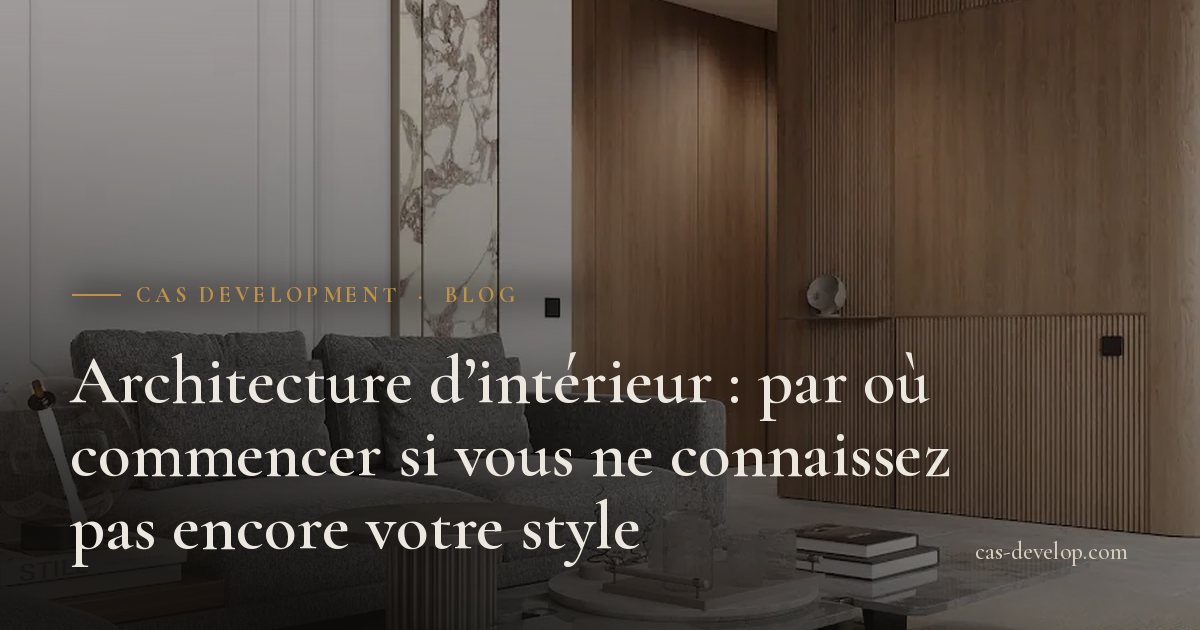 CAS DEVELOPMENT · BLOG
Architecture d’intérieur : par où
commencer si vous ne connaissez
pas encore votre style
cas-develop.com